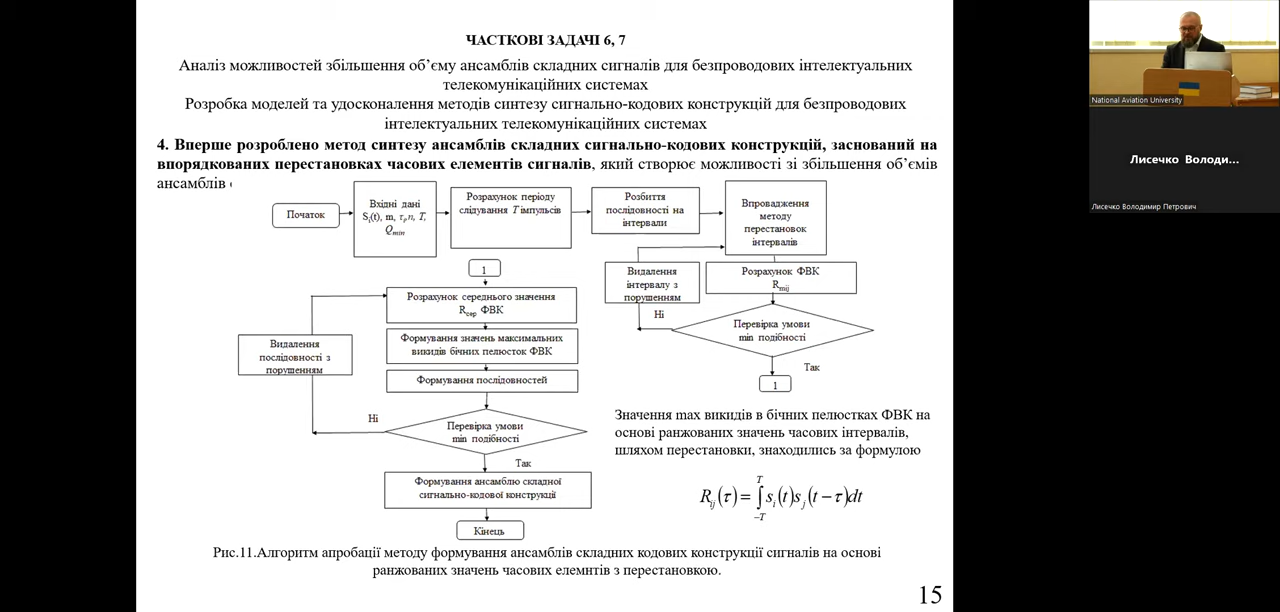 ЧАСТКОВІ ЗАДАЧІ 6, 7
Аналіз можливостей збільшення об’єму ансамблів складних сигналів для безпроводових інтелектуальних
телекомунікаційних системах
Розробка моделей та удосконалення методів синтезу сигнально-кодових конструкцій для безпроводових
інтелектуальних телекомунікаційних системах
4. Вперше розроблено метод синтезу ансамблів складних сигнально-кодових конструкцій, заснований на
впорядкованих перестановках часових елементів сигналів, який створює можливості зі збільшення об’ємів
ансамблів
Початок
Вхідні дані
Si(t), m, τ, n, T,
Qmin
Розрахунок періоду
слідування T імпульсів
Розбиття
послідовності на
інтервали
Впровадження
методу
перестановок
інтервалів
Видалення
інтервалу з
порушенням
Розрахунок ФВК
Rmij
Ні
Перевірка умови
min подібності
Так
1
1
Розрахунок середнього значення
Rсер ФВК
Формування значень максимальних
викидів бічних пелюсток ФВК
Видалення
послідовності з
порушенням
Формування послідовностей
Ні
Перевірка умови
min подібності
Так
Формування ансамблю складної
сигнально-кодової конструкції
Кінець
Значення max викидів в бічних пелюстках ФВК на
основі ранжованих значень часових інтервалів,
шляхом перестановки, знаходились за формулою
Rij(τ) = ∫−T^T si(t)sj(t − τ)dt
Рис.11.Алгоритм апробації методу формування ансамблів складних кодових конструкції сигналів на основі
ранжованих значень часових елемнтів з перестановкою.
15
National Aviation University
Лисечко Володи...
Лисечко Володимир Петрович